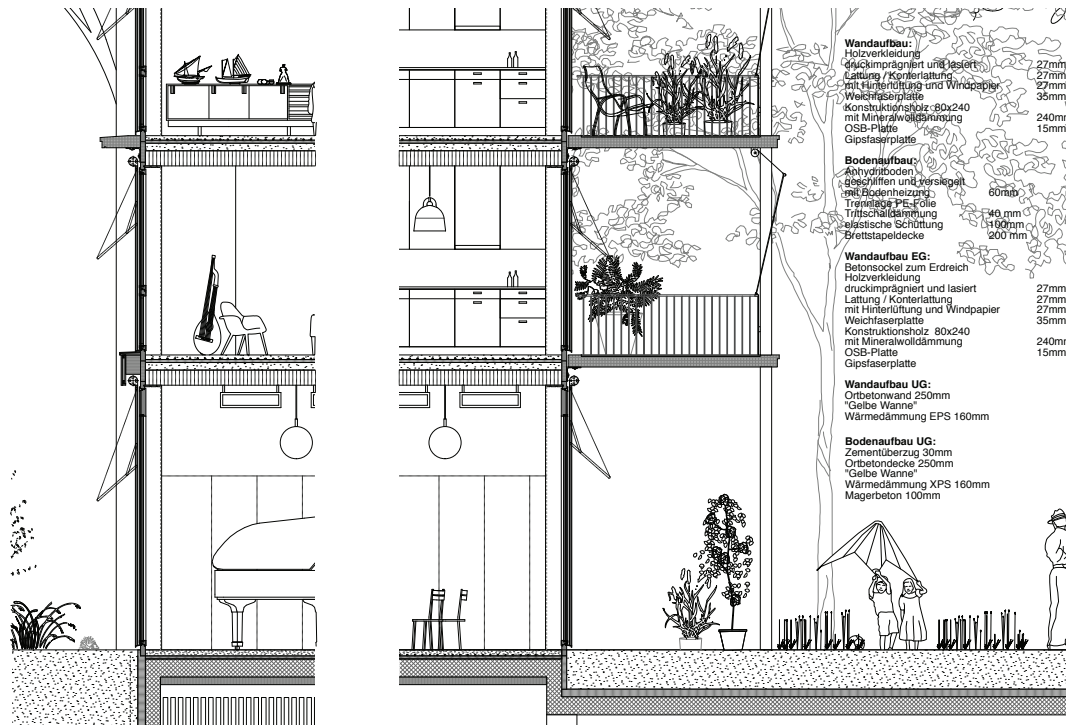 Wandaufbau:
Holzverkleidung
druckimprägniert und lasiert 27mm
Lattung / Konterlattung 27mm
mit Hinterlüftung und Windpapier 27mm
Weichfaserplatte 35mm
Konstruktionsholz 80x240
mit Mineralwolldämmung 240mm
OSB-Platte 15mm
Gipsfaserplatte
Bodenaufbau:
Anhydritboden
geschliffen und versiegelt
mit Bodenheizung 60mm
Trennlage PE-Folie
Trittschalldämmung 40 mm
elastische Schüttung 100mm
Brettstapeldecke 200 mm
Wandaufbau EG:
Betonsockel zum Erdreich
Holzverkleidung
druckimprägniert und lasiert 27mm
Lattung / Konterlattung 27mm
mit Hinterlüftung und Windpapier 27mm
Weichfaserplatte 35mm
Konstruktionsholz 80x240
mit Mineralwolldämmung 240mm
OSB-Platte 15mm
Gipsfaserplatte
Wandaufbau UG:
Ortbetonwand 250mm
"Gelbe Wanne"
Wärmedämmung EPS 160mm
Bodenaufbau UG:
Zementüberzug 30mm
Ortbetondecke 250mm
"Gelbe Wanne"
Wärmedämmung XPS 160mm
Magerbeton 100mm